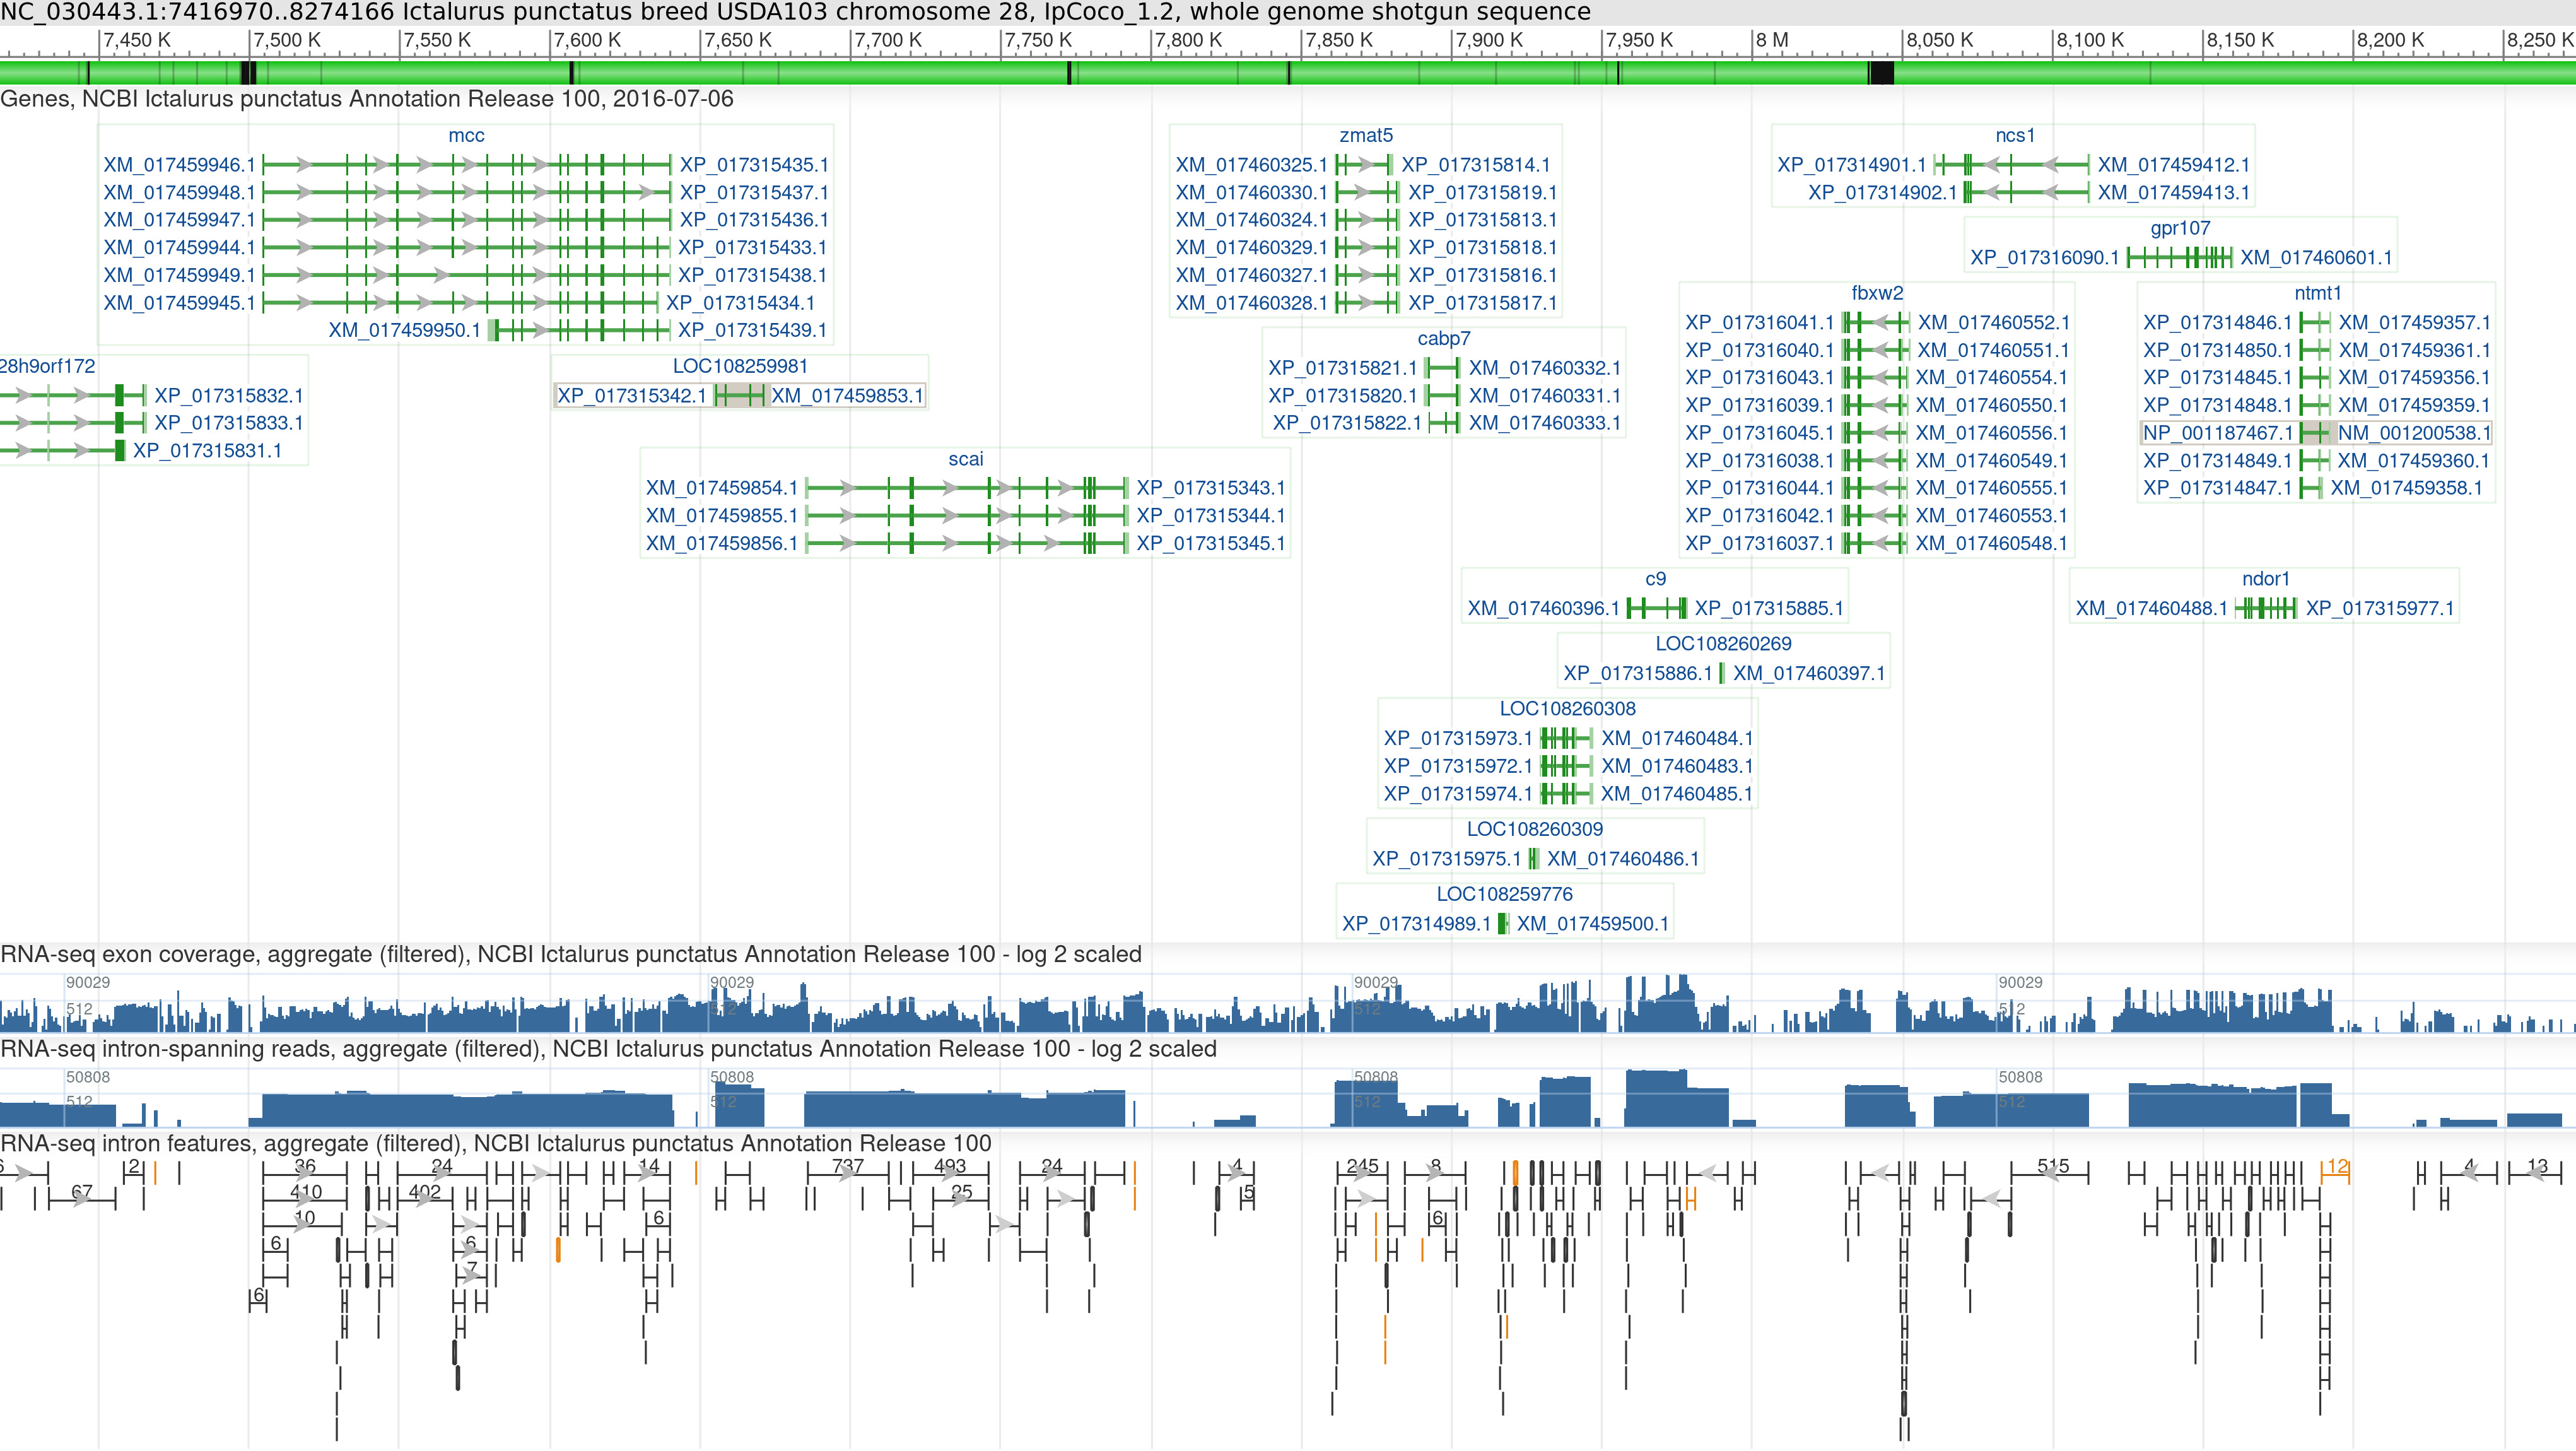 NC_030443.1:7416970..8274166 Ictalurus punctatus breed USDA103 chromosome 28, IpCoco_1.2, whole genome shotgun sequence
7,450 K 7,500 K 7,550 K 7,600 K 7,650 K 7,700 K 7,750 K 7,800 K 7,850 K 7,900 K 7,950 K 8 M 8,050 K 8,100 K 8,150 K 8,200 K 8,250 K
Genes, NCBI Ictalurus punctatus Annotation Release 100, 2016-07-06
mcc
XM_017459946.1 XP_017315435.1
XM_017459948.1 XP_017315437.1
XM_017459947.1 XP_017315436.1
XM_017459944.1 XP_017315433.1
XM_017459949.1 XP_017315438.1
XM_017459945.1 XP_017315434.1
XM_017459950.1 XP_017315439.1
zmat5
XM_017460325.1 XP_017315814.1
XM_017460330.1 XP_017315819.1
XM_017460324.1 XP_017315813.1
XM_017460329.1 XP_017315818.1
XM_017460327.1 XP_017315816.1
XM_017460328.1 XP_017315817.1
ncs1
XP_017314901.1 XM_017459412.1
XP_017314902.1 XM_017459413.1
gpr107
XP_017316090.1 XM_017460601.1
fbxw2
XP_017316041.1 XM_017460552.1
XP_017316040.1 XM_017460551.1
XP_017316043.1 XM_017460554.1
XP_017316039.1 XM_017460550.1
XP_017316045.1 XM_017460556.1
XP_017316038.1 XM_017460549.1
XP_017316044.1 XM_017460555.1
XP_017316042.1 XM_017460553.1
XP_017316037.1 XM_017460548.1
ntmt1
XP_017314846.1 XM_017459357.1
XP_017314850.1 XM_017459361.1
XP_017314845.1 XM_017459356.1
XP_017314848.1 XM_017459359.1
NP_001187467.1 NM_001200538.1
XP_017314849.1 XM_017459360.1
XP_017314847.1 XM_017459358.1
28h9orf172
XP_017315832.1
XP_017315833.1
XP_017315831.1
LOC108259981
XP_017315342.1 XM_017459853.1
cabp7
XP_017315821.1 XM_017460332.1
XP_017315820.1 XM_017460331.1
XP_017315822.1 XM_017460333.1
scai
XM_017459854.1 XP_017315343.1
XM_017459855.1 XP_017315344.1
XM_017459856.1 XP_017315345.1
c9
XM_017460396.1 XP_017315885.1
ndor1
XM_017460488.1 XP_017315977.1
LOC108260269
XP_017315886.1 XM_017460397.1
LOC108260308
XP_017315973.1 XM_017460484.1
XP_017315972.1 XM_017460483.1
XP_017315974.1 XM_017460485.1
LOC108260309
XP_017315975.1 XM_017460486.1
LOC108259776
XP_017314989.1 XM_017459500.1
RNA-seq exon coverage, aggregate (filtered), NCBI Ictalurus punctatus Annotation Release 100 - log 2 scaled
90029 90029 90029 90029
512 512 512 512
RNA-seq intron-spanning reads, aggregate (filtered), NCBI Ictalurus punctatus Annotation Release 100 - log 2 scaled
50808 50808 50808 50808
512 512 512 512
RNA-seq intron features, aggregate (filtered), NCBI Ictalurus punctatus Annotation Release 100
36 24 14 737 493 24 4 245 8 515 12 4 13
67 410 402 25 5
10 6 6
6 6
7
6